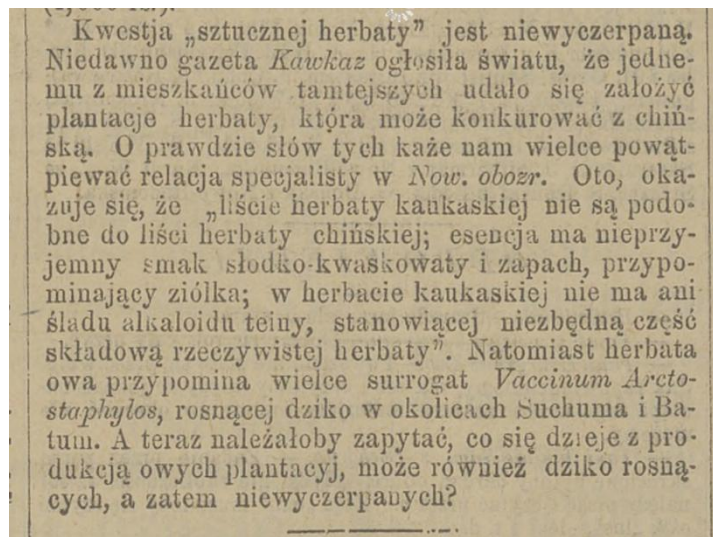 Kwestja „sztucznej herbaty” jest niewyczerpaną.
Niedawno gazeta Kawkaz ogłosiła światu, że jedne-
mu z mieszkańców tamtejszych udało się założyć
plantacje herbaty, która może konkurować z chiń-
ską. O prawdzie słów tych każe nam wielce powąt-
piewać relacja specjalisty w Now. obozr. Oto, oka-
zuje się, że „liście herbaty kaukaskiej nie są podo-
bne do liści herbaty chińskiej; esencja ma nieprzy-
jemny smak słodko-kwaskowaty i zapach, przypo-
minający ziółka; w herbacie kaukaskiej nie ma ani
śladu alkaloidu teiny, stanowiącej niezbędną część
składową rzeczywistej herbaty”. Natomiast herbata
owa przypomina wielce surrogat Vaccinum Arcto-
staphylos, rosnącej dziko w okolicach Suchuma i Ba-
tum. A teraz należałoby zapytać, co się dzieje z pro-
dukcją owych plantacyj, może również dziko rosną-
cych, a zatem niewyczerpanych?